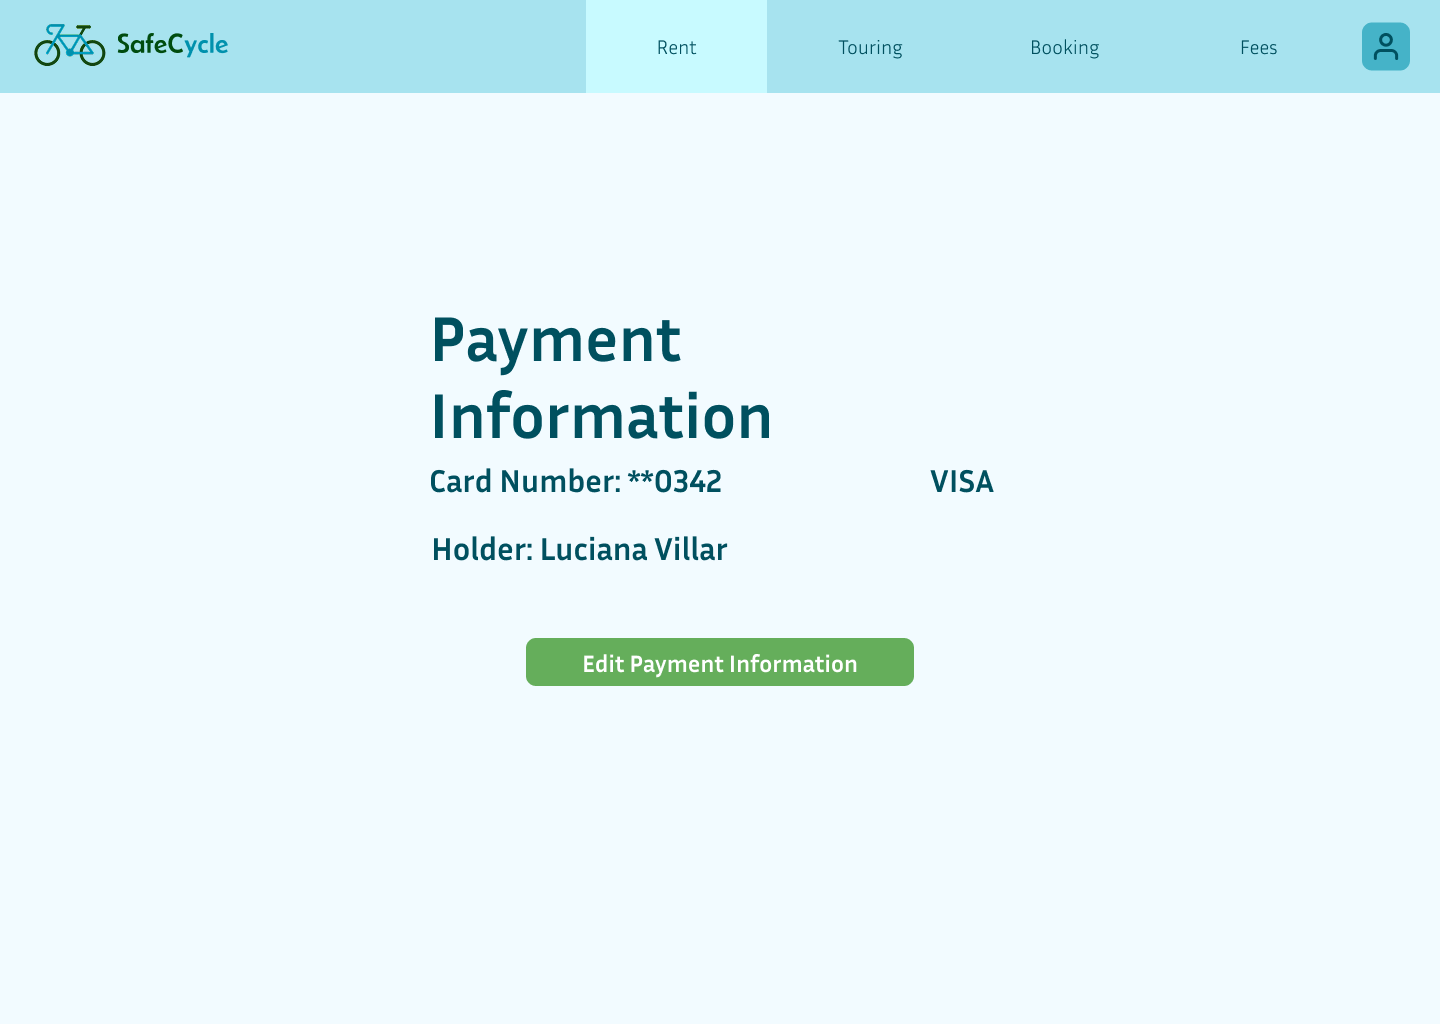 SafeCycle
Rent
Touring
Booking
Fees
Payment
Information
Card Number: **0342
VISA
Holder: Luciana Villar
Edit Payment Information